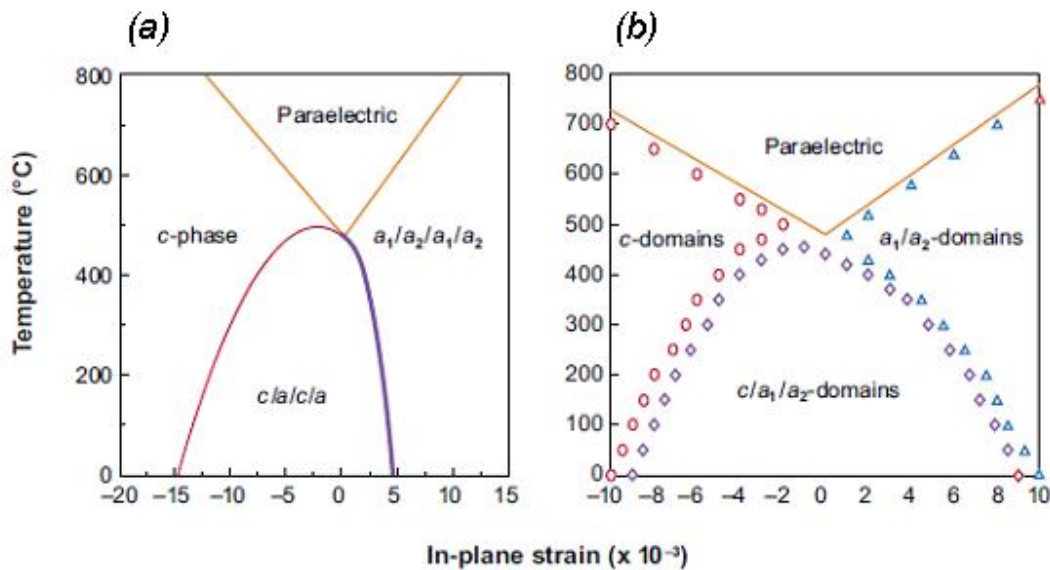 (a)
800
600
400
200
0
Temperature (°C)
Paraelectric
c-phase
a₁/a₂/a₁/a₂
c/a/c/a
−20 −15 −10 −5 0 5 10 15
(b)
800
700
600
500
400
300
200
100
0
Paraelectric
c-domains
a₁/a₂-domains
c/a₁/a₂-domains
−10 −8 −6 −4 −2 0 2 4 6 8 10
In-plane strain (x 10⁻³)